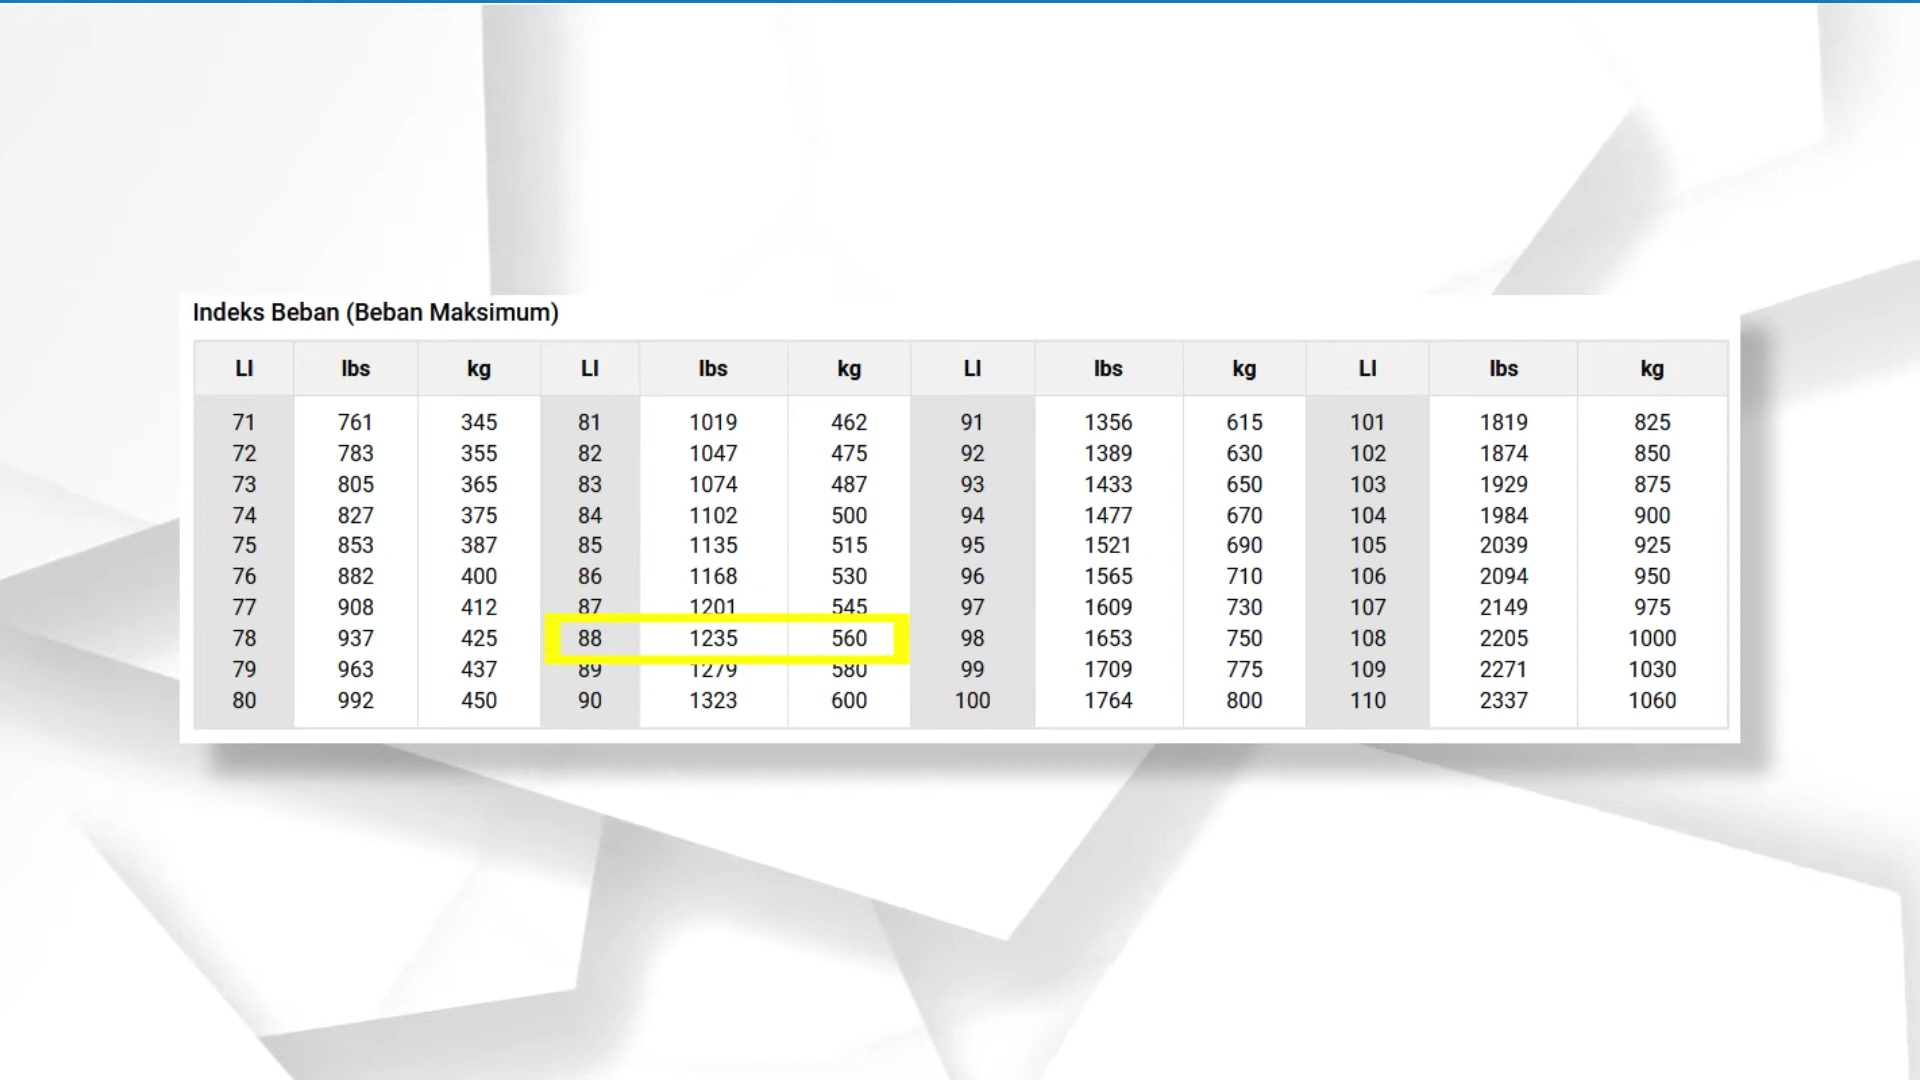 Indeks Beban (Beban Maksimum)
LI lbs kg LI lbs kg LI lbs kg LI lbs kg
71 761 345 81 1019 462 91 1356 615 101 1819 825
72 783 355 82 1047 475 92 1389 630 102 1874 850
73 805 365 83 1074 487 93 1433 650 103 1929 875
74 827 375 84 1102 500 94 1477 670 104 1984 900
75 853 387 85 1135 515 95 1521 690 105 2039 925
76 882 400 86 1168 530 96 1565 710 106 2094 950
77 908 412 87 1201 545 97 1609 730 107 2149 975
78 937 425 88 1235 560 98 1653 750 108 2205 1000
79 963 437 89 1279 580 99 1709 775 109 2271 1030
80 992 450 90 1323 600 100 1764 800 110 2337 1060